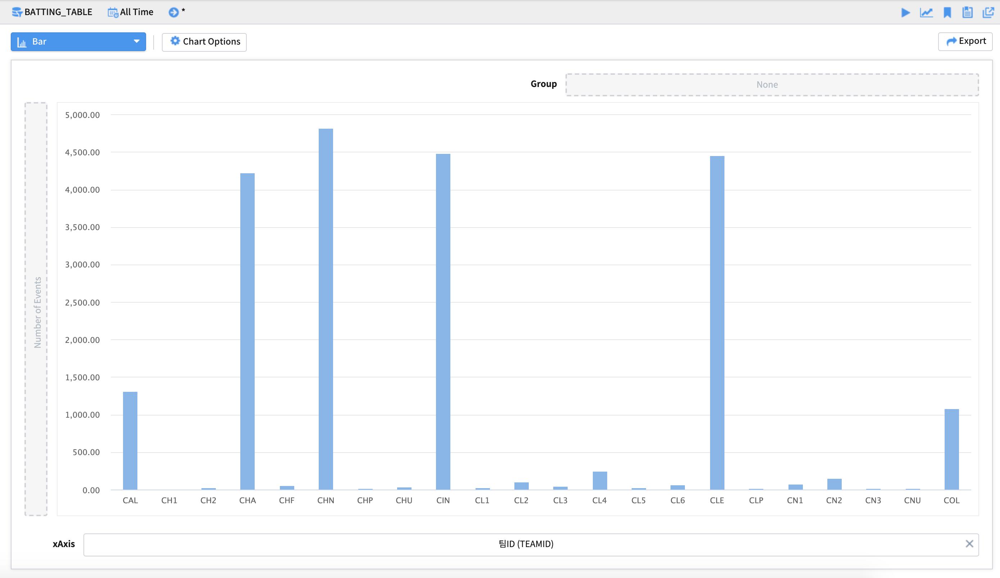 BATTING_TABLE All Time *
Bar Chart Options Export
Group None
Number of Events
5,000.00
4,500.00
4,000.00
3,500.00
3,000.00
2,500.00
2,000.00
1,500.00
1,000.00
500.00
0.00
CAL CH1 CH2 CHA CHF CHN CHP CHU CIN CL1 CL2 CL3 CL4 CL5 CL6 CLE CLP CN1 CN2 CN3 CNU COL
xAxis 팀ID (TEAMID)